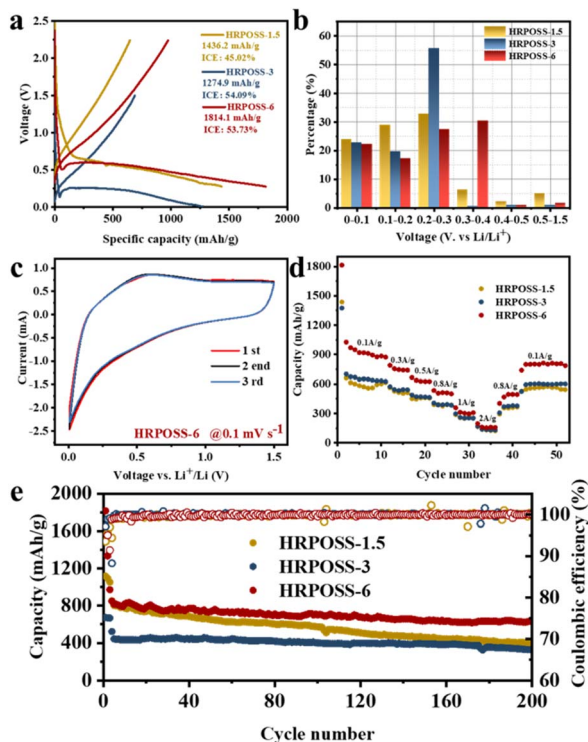 a
HRPOSS-1.5
1436.2 mAh/g
ICE: 45.02%
HRPOSS-3
1274.9 mAh/g
ICE: 54.09%
HRPOSS-6
1814.1 mAh/g
ICE: 53.73%
Voltage (V)
2.5
2.0
1.5
1.0
0.5
0.0
0 500 1000 1500 2000
Specific capacity (mAh/g)
b
HRPOSS-1.5
HRPOSS-3
HRPOSS-6
Percentage (%)
60
50
40
30
20
10
0
0-0.1 0.1-0.2 0.2-0.3 0.3-0.4 0.4-0.5 0.5-1.5
Voltage (V. vs Li/Li⁺)
c
Current (mA)
1.0
0.5
0.0
-0.5
-1.0
-1.5
-2.0
-2.5
1 st
2 end
3 rd
HRPOSS-6 @0.1 mV s⁻¹
0.0 0.5 1.0 1.5
Voltage vs. Li⁺/Li (V)
d
HRPOSS-1.5
HRPOSS-3
HRPOSS-6
Capacity (mAh/g)
1800
1500
1200
900
600
300
0
0.1A/g
0.3A/g
0.5A/g
0.8A/g
1A/g
2A/g
0.8A/g
0.1A/g
0 10 20 30 40 50
Cycle number
e
HRPOSS-1.5
HRPOSS-3
HRPOSS-6
Capacity (mAh/g)
2000
1600
1200
800
400
0
Coulombic efficiency (%)
100
90
80
70
60
0 40 80 120 160 200
Cycle number